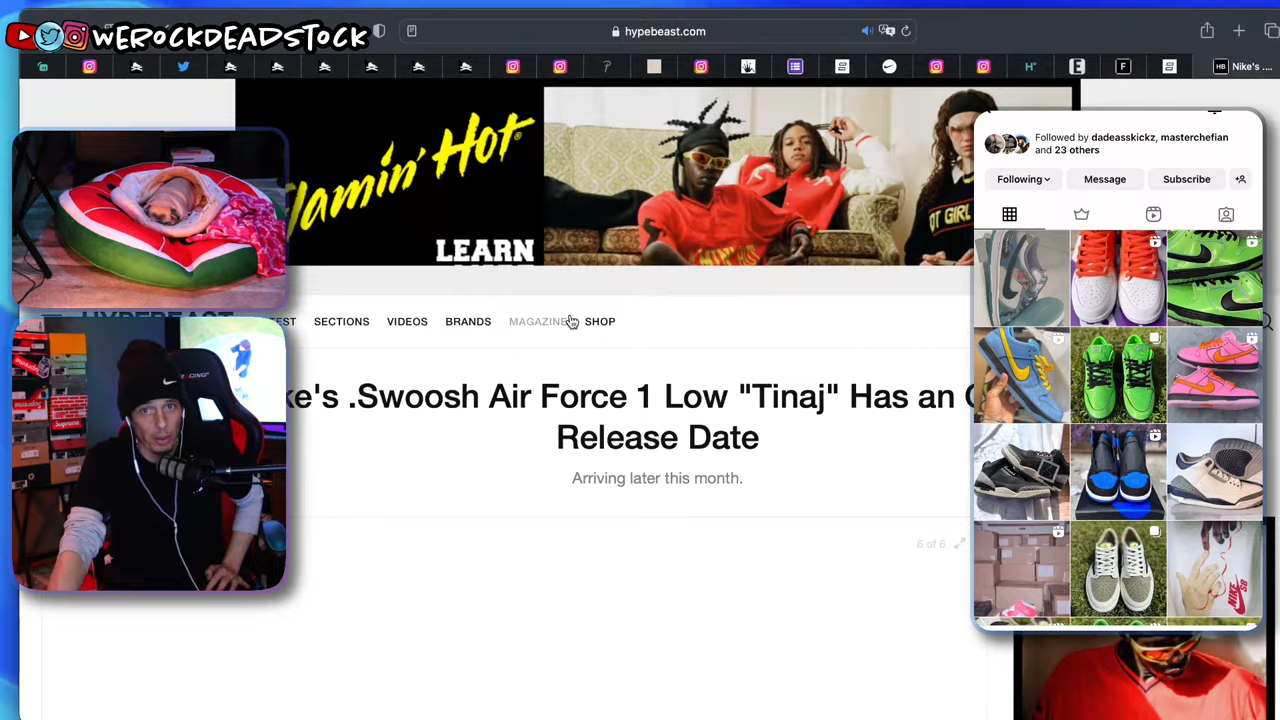 WEROCKDEADSTOCK
hypebeast.com
HB Nike's ....
Flamin' Hot
LEARN
Followed by dadeasskickz, masterchefian
and 23 others
Following
Message
Subscribe
SECTIONS
VIDEOS
BRANDS
MAGAZINE
SHOP
.Swoosh Air Force 1 Low "Tinaj" Has an
Release Date
Arriving later this month.
6 of 6